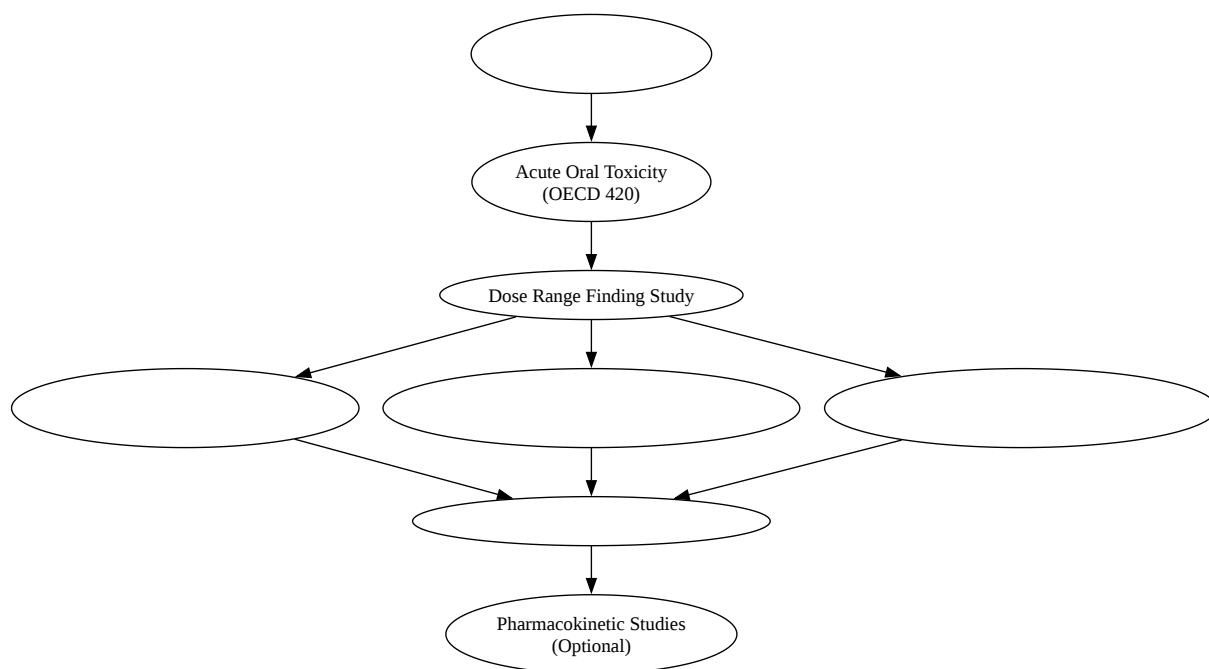 Acute Oral Toxicity
(OECD 420)
Dose Range Finding Study
Pharmacokinetic Studies
(Optional)